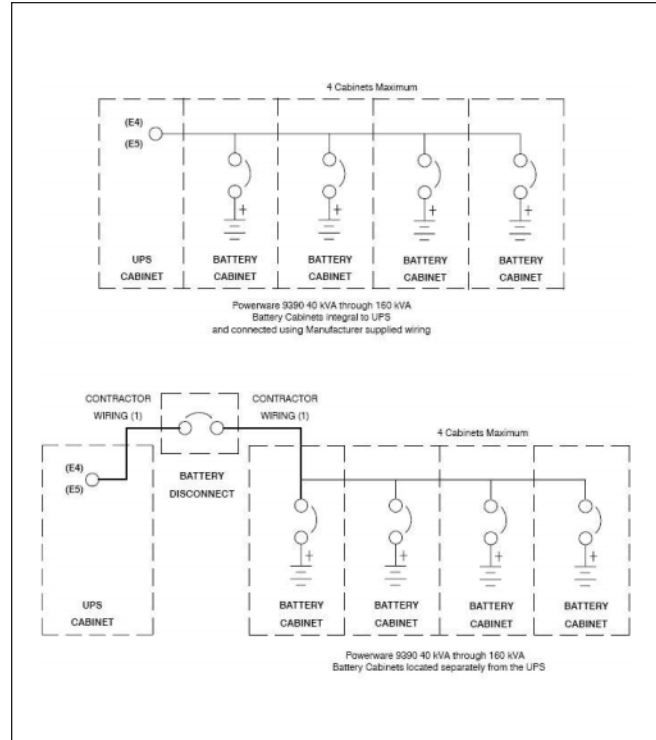 4 Cabinets Maximum
(E4)
(E5)
+ + + +
UPS
CABINET
BATTERY
CABINET
BATTERY
CABINET
BATTERY
CABINET
BATTERY
CABINET
Powerware 9390 40 kVA through 160 kVA
Battery Cabinets integral to UPS
and connected using Manufacturer supplied wiring
CONTRACTOR
WIRING (1)
CONTRACTOR
WIRING (1)
BATTERY
DISCONNECT
4 Cabinets Maximum
(E4)
(E5)
+ + + +
UPS
CABINET
BATTERY
CABINET
BATTERY
CABINET
BATTERY
CABINET
BATTERY
CABINET
Powerware 9390 40 kVA through 160 kVA
Battery Cabinets located separately from the UPS